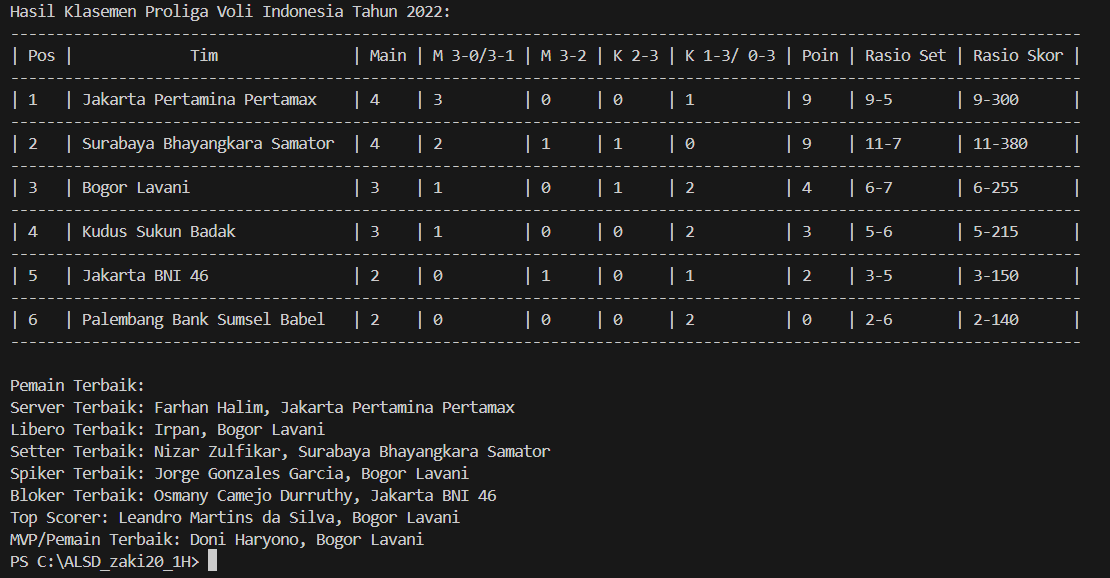 Hasil Klasemen Proliga Voli Indonesia Tahun 2022:
-----------------------------------------------------------------------------------------------------------------------
| Pos |             Tim               | Main | M 3-0/3-1 | M 3-2 | K 2-3 | K 1-3/ 0-3 | Poin | Rasio Set | Rasio Skor |
-----------------------------------------------------------------------------------------------------------------------
| 1   | Jakarta Pertamina Pertamax    | 4    | 3         | 0     | 0     | 1          | 9    | 9-5       | 9-300      |
-----------------------------------------------------------------------------------------------------------------------
| 2   | Surabaya Bhayangkara Samator  | 4    | 2         | 1     | 1     | 0          | 9    | 11-7      | 11-380     |
-----------------------------------------------------------------------------------------------------------------------
| 3   | Bogor Lavani                  | 3    | 1         | 0     | 1     | 2          | 4    | 6-7       | 6-255      |
-----------------------------------------------------------------------------------------------------------------------
| 4   | Kudus Sukun Badak             | 3    | 1         | 0     | 0     | 2          | 3    | 5-6       | 5-215      |
-----------------------------------------------------------------------------------------------------------------------
| 5   | Jakarta BNI 46                | 2    | 0         | 1     | 0     | 1          | 2    | 3-5       | 3-150      |
-----------------------------------------------------------------------------------------------------------------------
| 6   | Palembang Bank Sumsel Babel   | 2    | 0         | 0     | 0     | 2          | 0    | 2-6       | 2-140      |
-----------------------------------------------------------------------------------------------------------------------
Pemain Terbaik:
Server Terbaik: Farhan Halim, Jakarta Pertamina Pertamax
Libero Terbaik: Irpan, Bogor Lavani
Setter Terbaik: Nizar Zulfikar, Surabaya Bhayangkara Samator
Spiker Terbaik: Jorge Gonzales Garcia, Bogor Lavani
Bloker Terbaik: Osmany Camejo Durruthy, Jakarta BNI 46
Top Scorer: Leandro Martins da Silva, Bogor Lavani
MVP/Pemain Terbaik: Doni Haryono, Bogor Lavani
PS C:\ALSD_zaki20_1H>